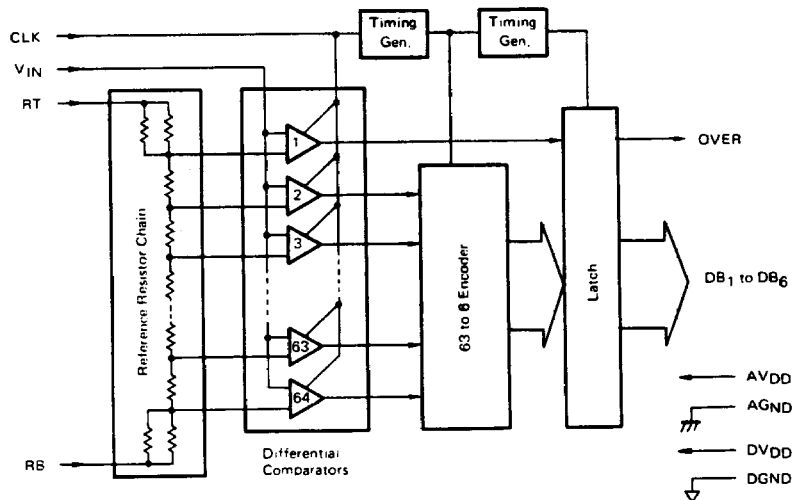 Timing
Gen.
Timing
Gen.
CLK
VIN
RT
OVER
1
2
3
63
64
Reference Resistor Chain
63 to 6 Encoder
Latch
DB1 to DB6
AVDD
AGND
DVDD
DGND
RB
Differential
Comparators